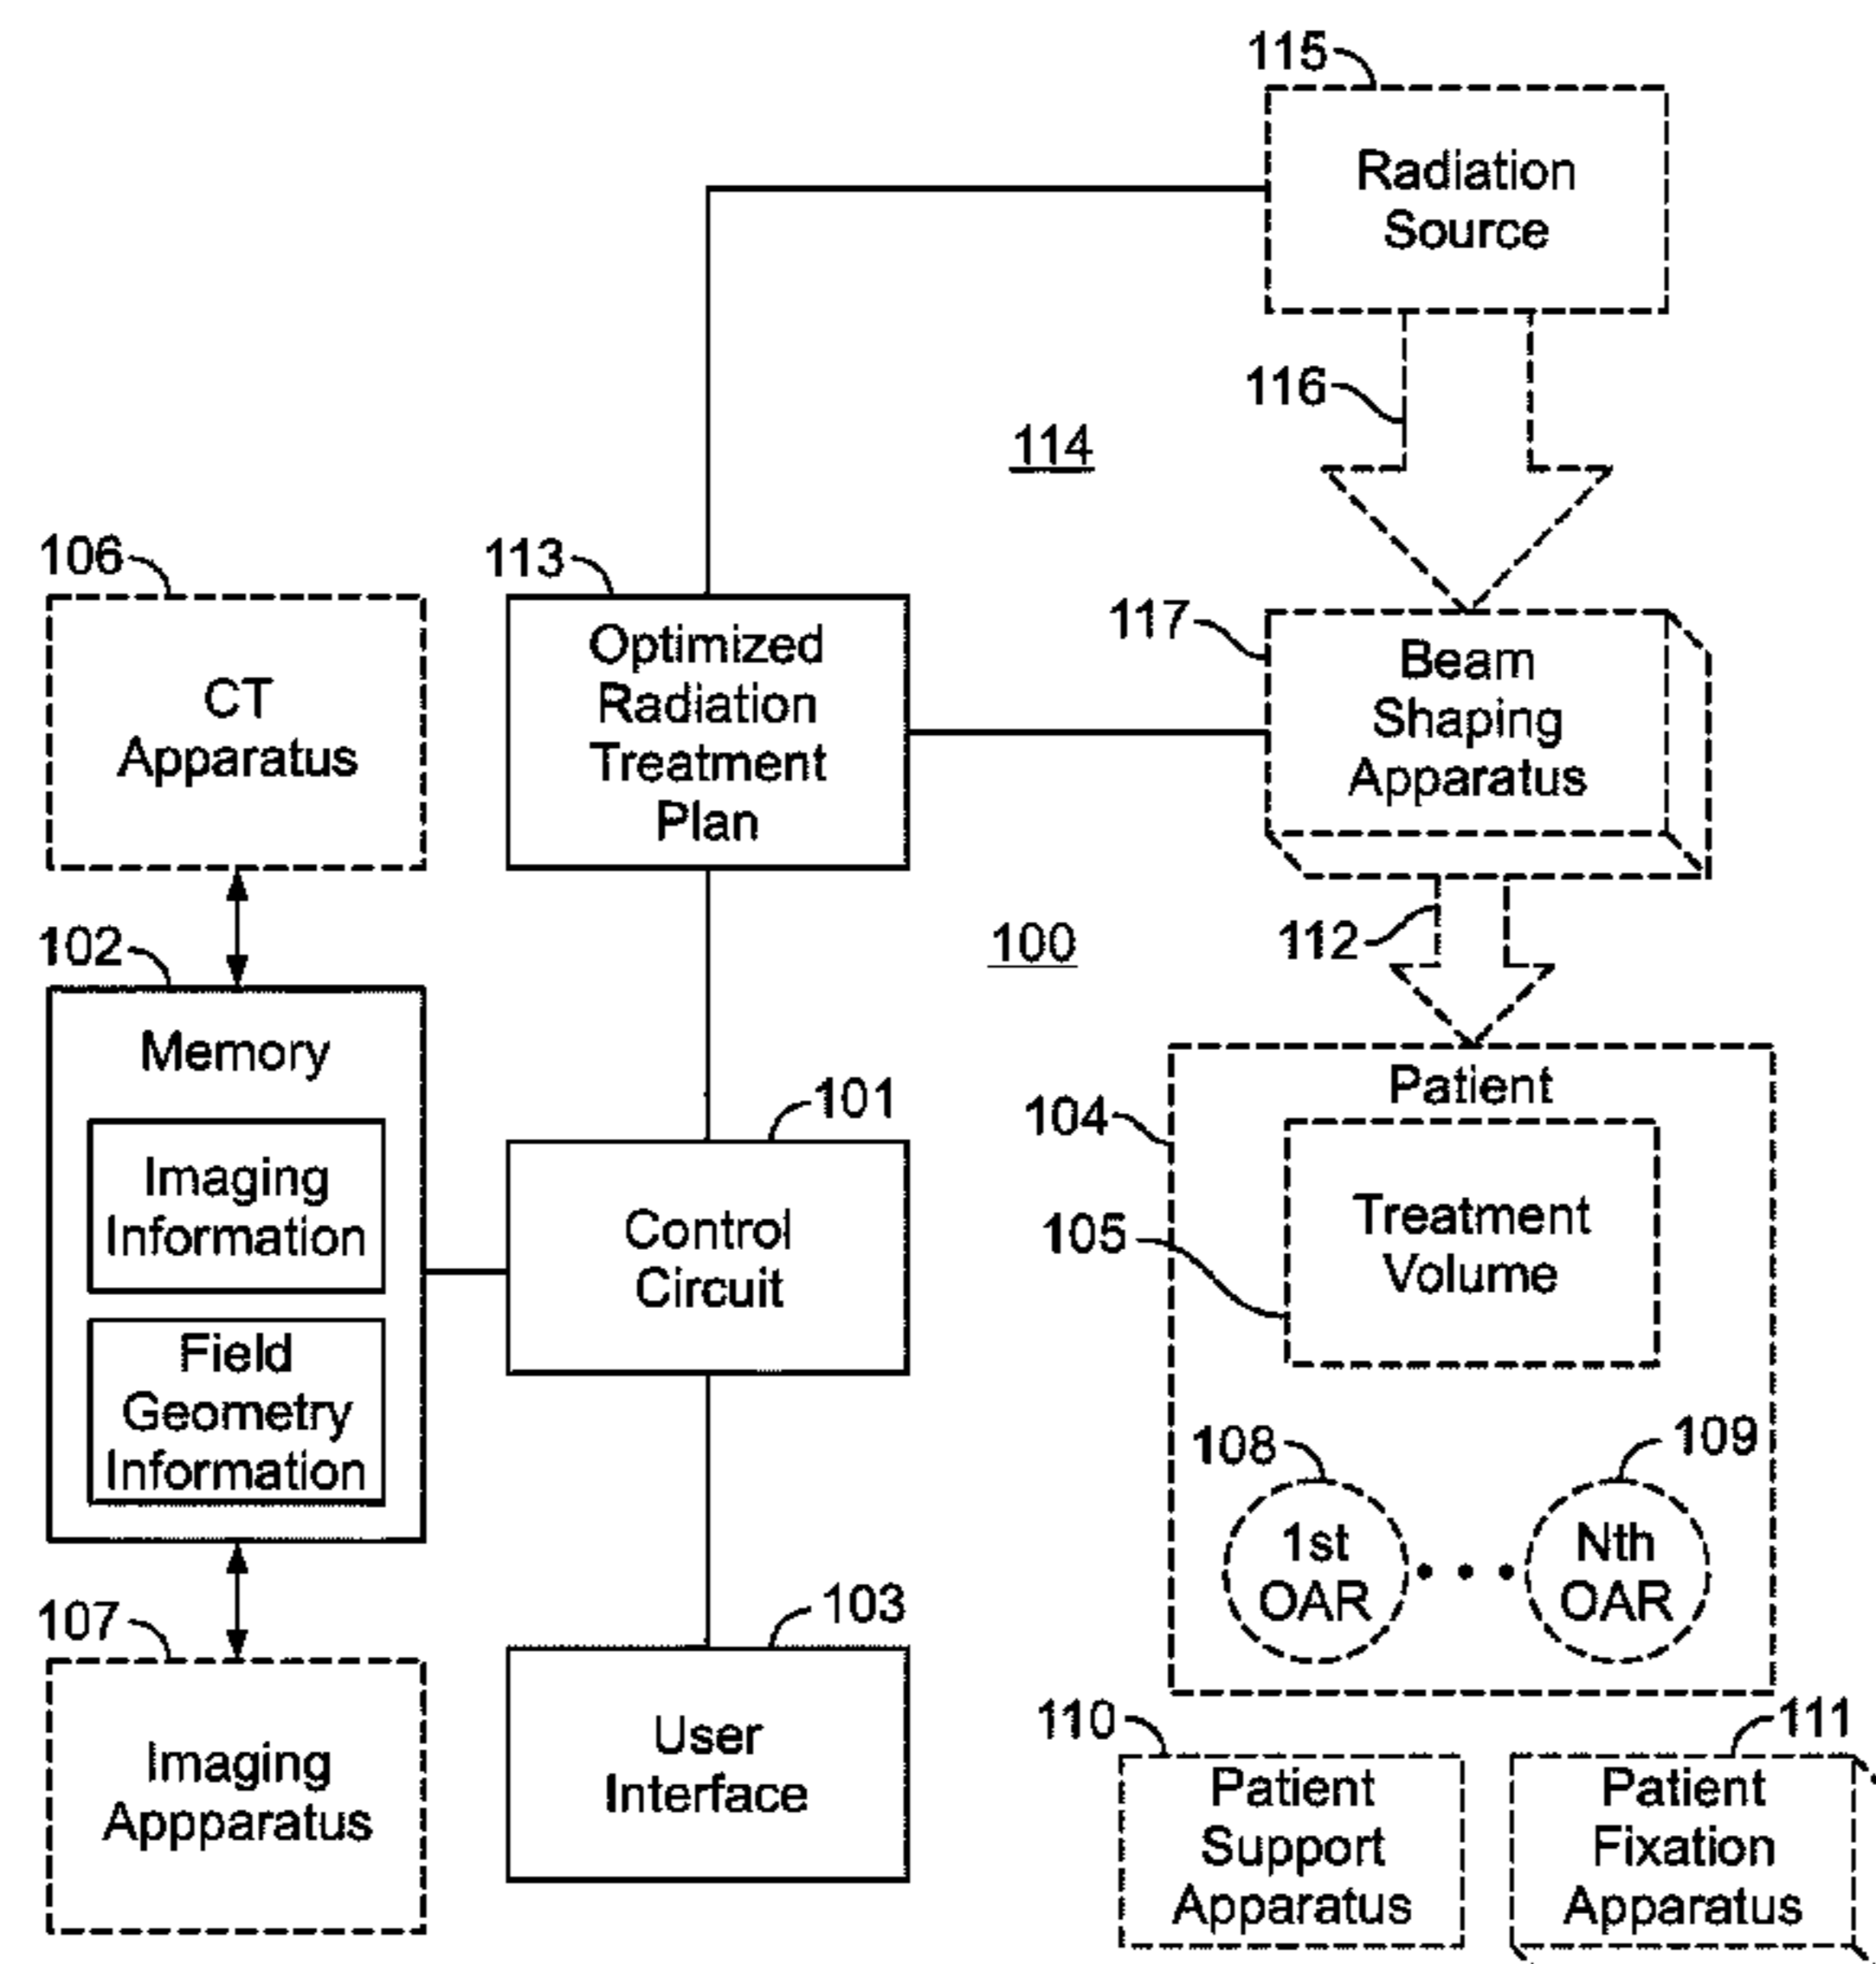 115
Radiation
Source
116
114
106
CT
Apparatus
113
Optimized
Radiation
Treatment
Plan
117
Beam
Shaping
Apparatus
112
100
102
Memory
Imaging
Information
Field
Geometry
Information
101
Control
Circuit
104
Patient
105
Treatment
Volume
108
1st
OAR
• • •
109
Nth
OAR
107
Imaging
Appparatus
103
User
Interface
110
Patient
Support
Apparatus
111
Patient
Fixation
Apparatus